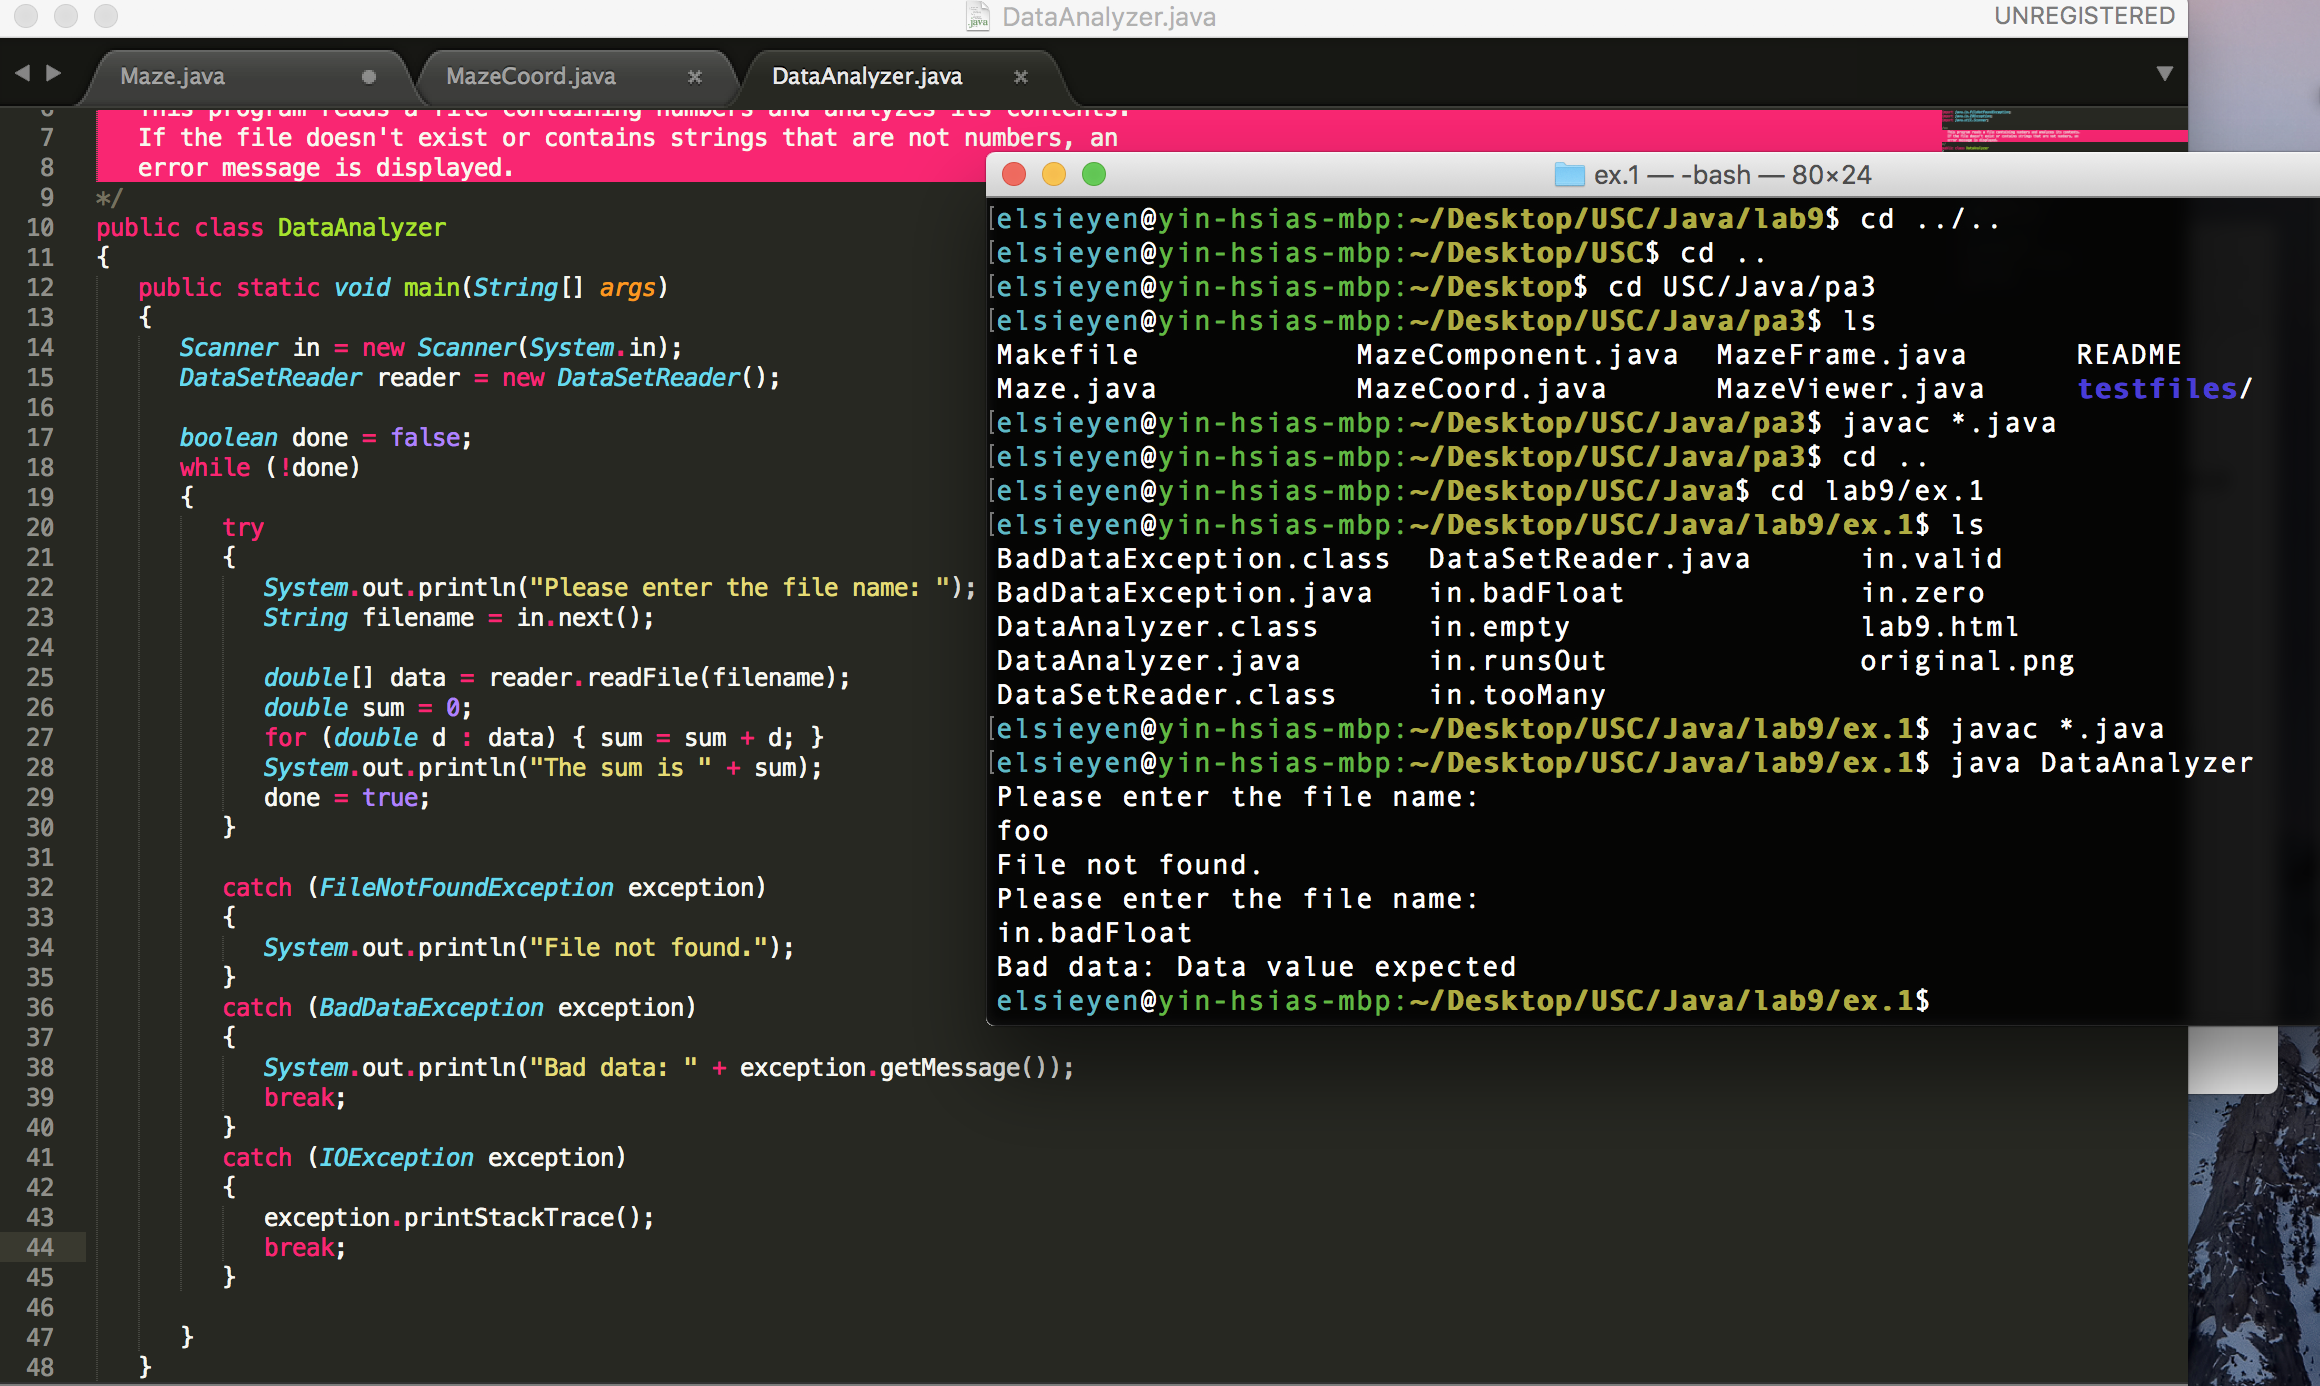 DataAnalyzer.java
UNREGISTERED
Maze.java
MazeCoord.java
DataAnalyzer.java
6 This program reads a file containing numbers and analyzes its contents.
7 If the file doesn't exist or contains strings that are not numbers, an
8 error message is displayed.
9 */
10 public class DataAnalyzer
11 {
12 public static void main(String[] args)
13 {
14 Scanner in = new Scanner(System.in);
15 DataSetReader reader = new DataSetReader();
16
17 boolean done = false;
18 while (!done)
19 {
20 try
21 {
22 System.out.println("Please enter the file name: ");
23 String filename = in.next();
24
25 double[] data = reader.readFile(filename);
26 double sum = 0;
27 for (double d : data) { sum = sum + d; }
28 System.out.println("The sum is " + sum);
29 done = true;
30 }
31
32 catch (FileNotFoundException exception)
33 {
34 System.out.println("File not found.");
35 }
36 catch (BadDataException exception)
37 {
38 System.out.println("Bad data: " + exception.getMessage());
39 break;
40 }
41 catch (IOException exception)
42 {
43 exception.printStackTrace();
44 break;
45 }
46
47 }
48 }
ex.1 — -bash — 80×24
[elsieyen@yin-hsias-mbp:~/Desktop/USC/Java/lab9$ cd ../..
[elsieyen@yin-hsias-mbp:~/Desktop/USC$ cd ..
[elsieyen@yin-hsias-mbp:~/Desktop$ cd USC/Java/pa3
[elsieyen@yin-hsias-mbp:~/Desktop/USC/Java/pa3$ ls
Makefile MazeComponent.java MazeFrame.java README
Maze.java MazeCoord.java MazeViewer.java testfiles/
[elsieyen@yin-hsias-mbp:~/Desktop/USC/Java/pa3$ javac *.java
[elsieyen@yin-hsias-mbp:~/Desktop/USC/Java/pa3$ cd ..
[elsieyen@yin-hsias-mbp:~/Desktop/USC/Java$ cd lab9/ex.1
[elsieyen@yin-hsias-mbp:~/Desktop/USC/Java/lab9/ex.1$ ls
BadDataException.class DataSetReader.java in.valid
BadDataException.java in.badFloat in.zero
DataAnalyzer.class in.empty lab9.html
DataAnalyzer.java in.runsOut original.png
DataSetReader.class in.tooMany
[elsieyen@yin-hsias-mbp:~/Desktop/USC/Java/lab9/ex.1$ javac *.java
[elsieyen@yin-hsias-mbp:~/Desktop/USC/Java/lab9/ex.1$ java DataAnalyzer
Please enter the file name:
foo
File not found.
Please enter the file name:
in.badFloat
Bad data: Data value expected
elsieyen@yin-hsias-mbp:~/Desktop/USC/Java/lab9/ex.1$